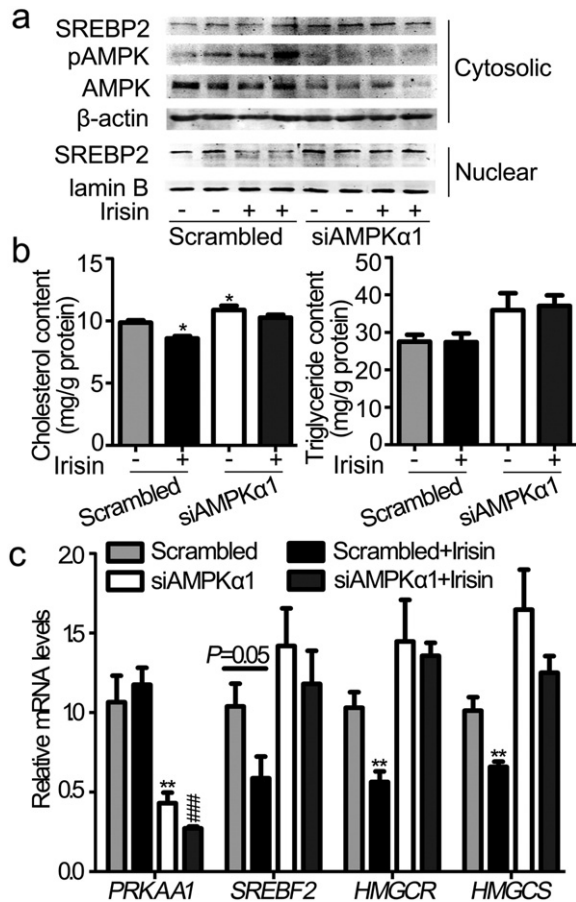 a
SREBP2
pAMPK
AMPK
β-actin
Cytosolic
SREBP2
lamin B
Nuclear
Irisin - - + + - - + +
Scrambled siAMPKα1
b
Cholesterol content
(mg/g protein)
15
10
5
0
* *
Irisin - + - +
Scrambled siAMPKα1
Triglyceride content
(mg/g protein)
50
40
30
20
10
0
Irisin - + - +
Scrambled siAMPKα1
c
Scrambled Scrambled+Irisin
siAMPKα1 siAMPKα1+Irisin
Relative mRNA levels
2.0
1.5
1.0
0.5
0.0
P=0.05
** ### ** **
PRKAA1 SREBF2 HMGCR HMGCS